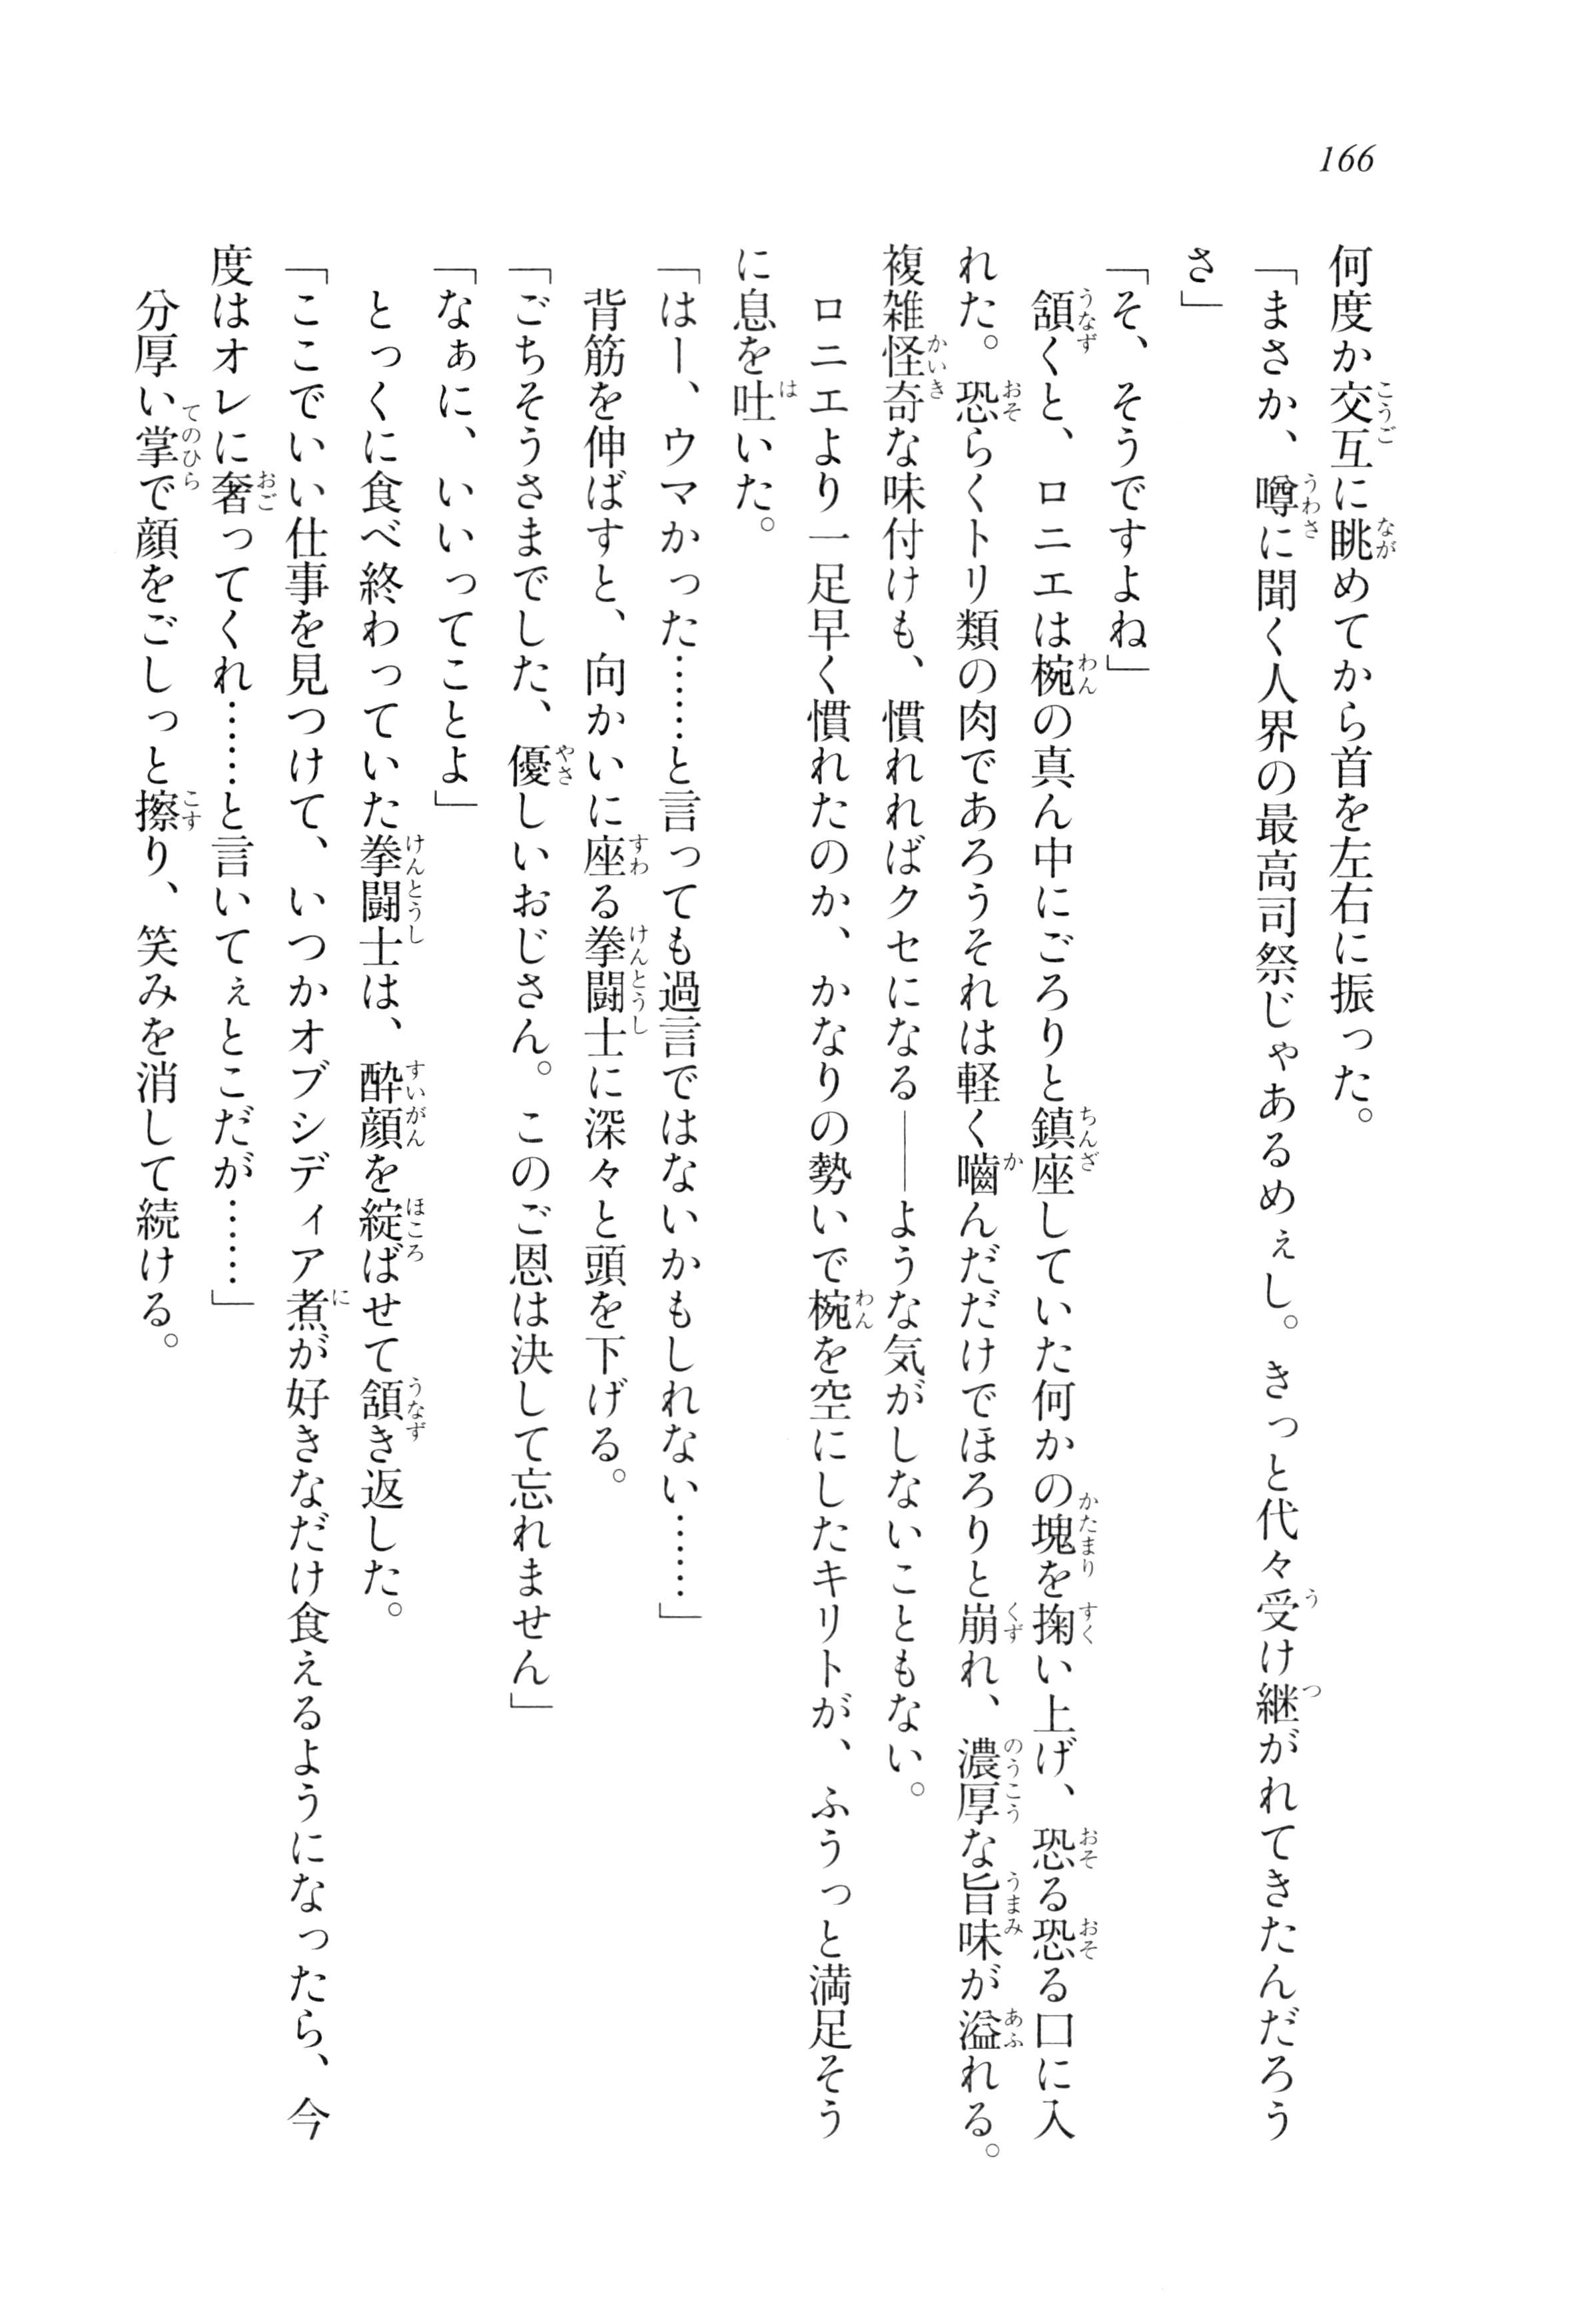 166
何度か交互に眺めてから首を左右に振った。
「まさか、噂に聞く人界の最高司祭じゃあるめぇし。きっと代々受け継がれてきたんだろう
さ」
「そ、そうですよね」
頷くと、ロニエは椀の真ん中にごろりと鎮座していた何かの塊を掬い上げ、恐る恐る口に入
れた。恐らくトリ類の肉であろうそれは軽く嚙んだだけでほろりと崩れ、濃厚な旨味が溢れる。
複雑怪奇な味付けも、慣れればクセになる――ような気がしないこともない。
ロニエより一足早く慣れたのか、かなりの勢いで椀を空にしたキリトが、ふうっと満足そう
に息を吐いた。
「はー、ウマかった……と言っても過言ではないかもしれない……」
背筋を伸ばすと、向かいに座る拳闘士に深々と頭を下げる。
「ごちそうさまでした、優しいおじさん。このご恩は決して忘れません」
「なぁに、いいってことよ」
とっくに食べ終わっていた拳闘士は、酔顔を綻ばせて頷き返した。
「ここでいい仕事を見つけて、いつかオブシディア煮が好きなだけ食えるようになったら、今
度はオレに奢ってくれ……と言いてぇとこだが……」
分厚い掌で顔をごしっと擦り、笑みを消して続ける。